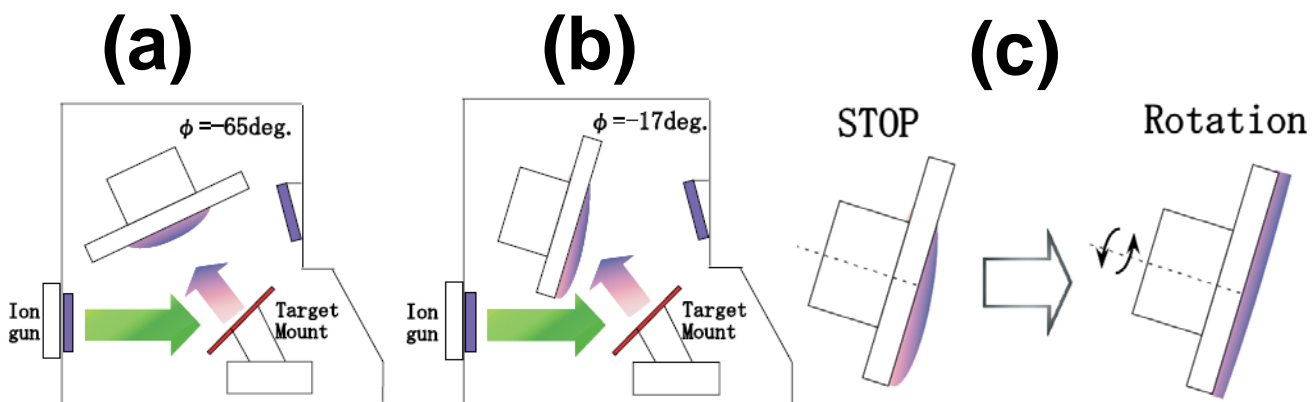 (a)
ϕ=-65deg.
Ion
gun
Target
Mount
(b)
ϕ=-17deg.
Ion
gun
Target
Mount
(c)
STOP
Rotation